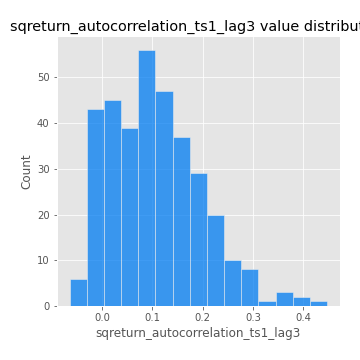 sqreturn_autocorrelation_ts1_lag3 value distribut
50
40
30
20
10
0
Count
0.0 0.1 0.2 0.3 0.4
sqreturn_autocorrelation_ts1_lag3